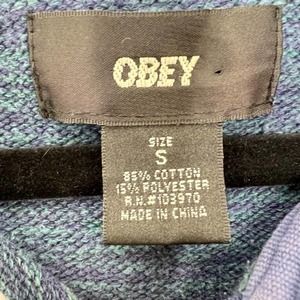 OBEY
SIZE
S
85% COTTON
15% POLYESTER
R.N.#103970
MADE IN CHINA